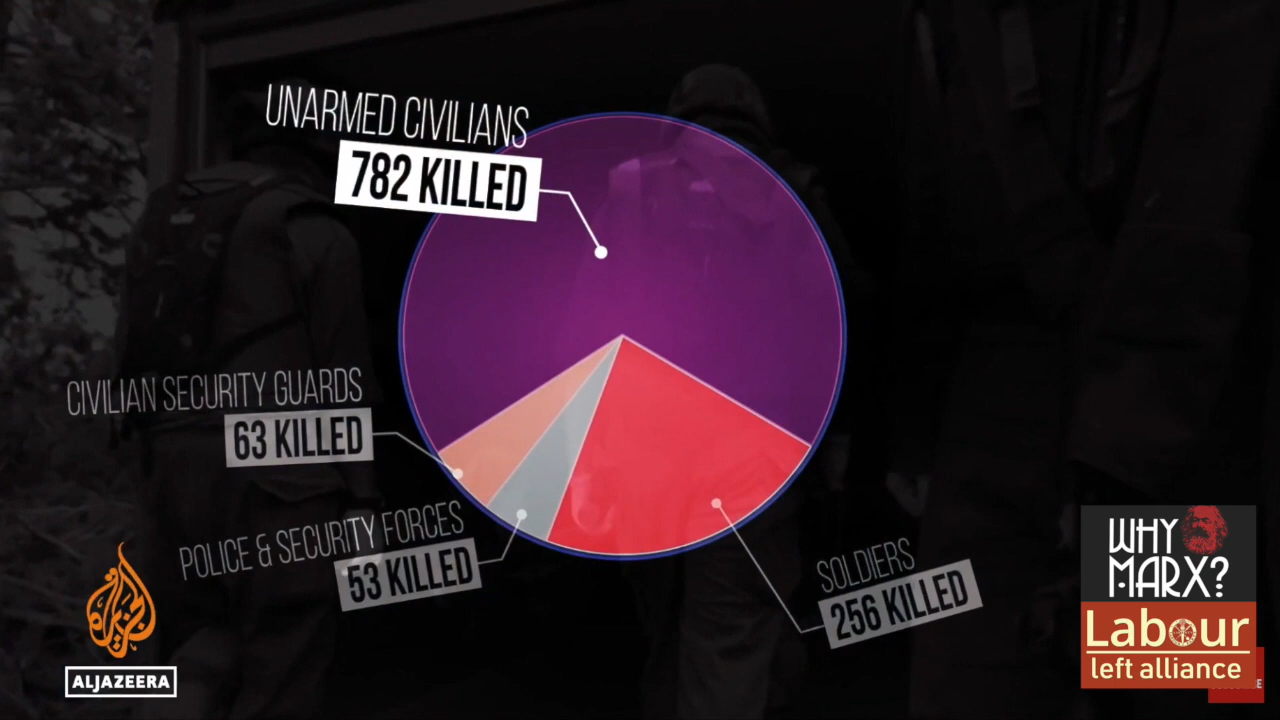 UNARMED CIVILIANS
782 KILLED
CIVILIAN SECURITY GUARDS
63 KILLED
POLICE & SECURITY FORCES
53 KILLED
SOLDIERS
256 KILLED
الجزيرة
ALJAZEERA
WHY
MARX?
Labour
left alliance